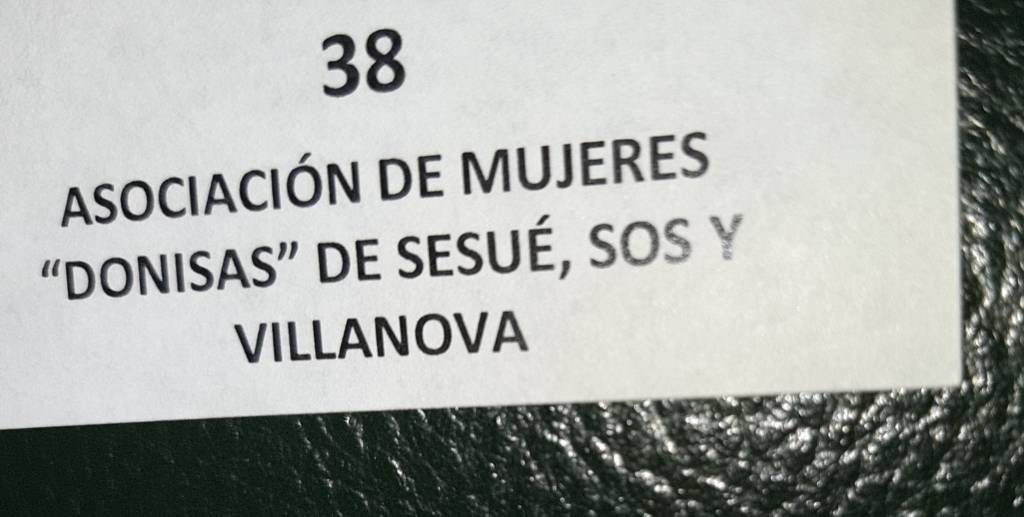 38
ASOCIACIÓN DE MUJERES
“DONISAS” DE SESUÉ, SOS Y
VILLANOVA